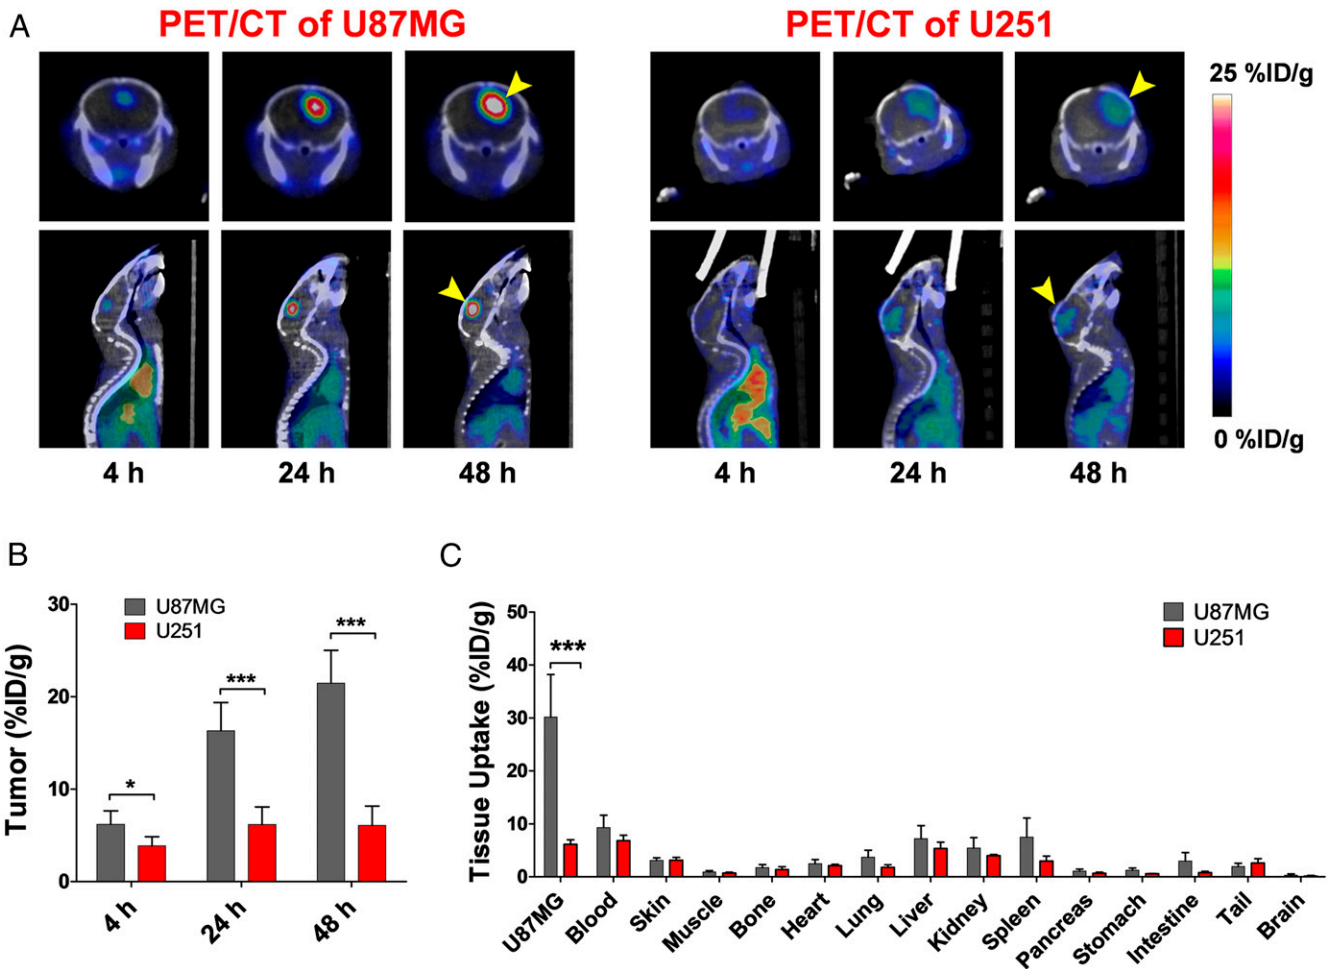 A
PET/CT of U87MG
PET/CT of U251
25 %ID/g
0 %ID/g
4 h
24 h
48 h
4 h
24 h
48 h
B
Tumor (%ID/g)
30
20
10
0
U87MG
U251
*
***
***
4 h
24 h
48 h
C
Tissue Uptake (%ID/g)
50
40
30
20
10
0
***
U87MG
U251
U87MG
Blood
Skin
Muscle
Bone
Heart
Lung
Liver
Kidney
Spleen
Pancreas
Stomach
Intestine
Tail
Brain